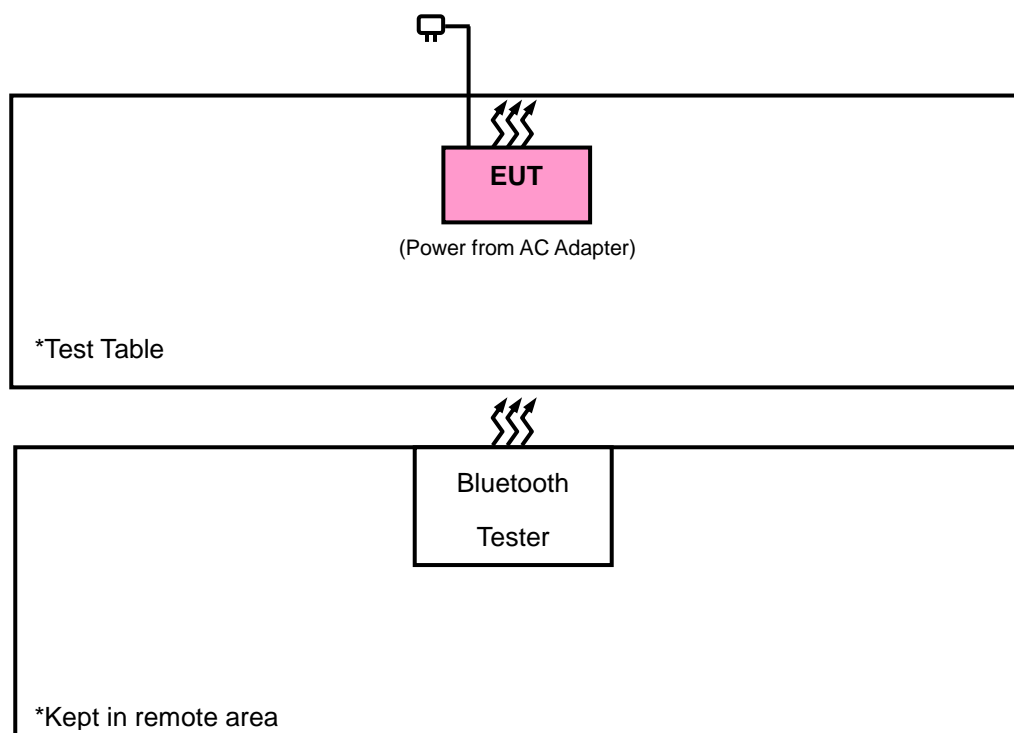 EUT
(Power from AC Adapter)
*Test Table
Bluetooth
Tester
*Kept in remote area